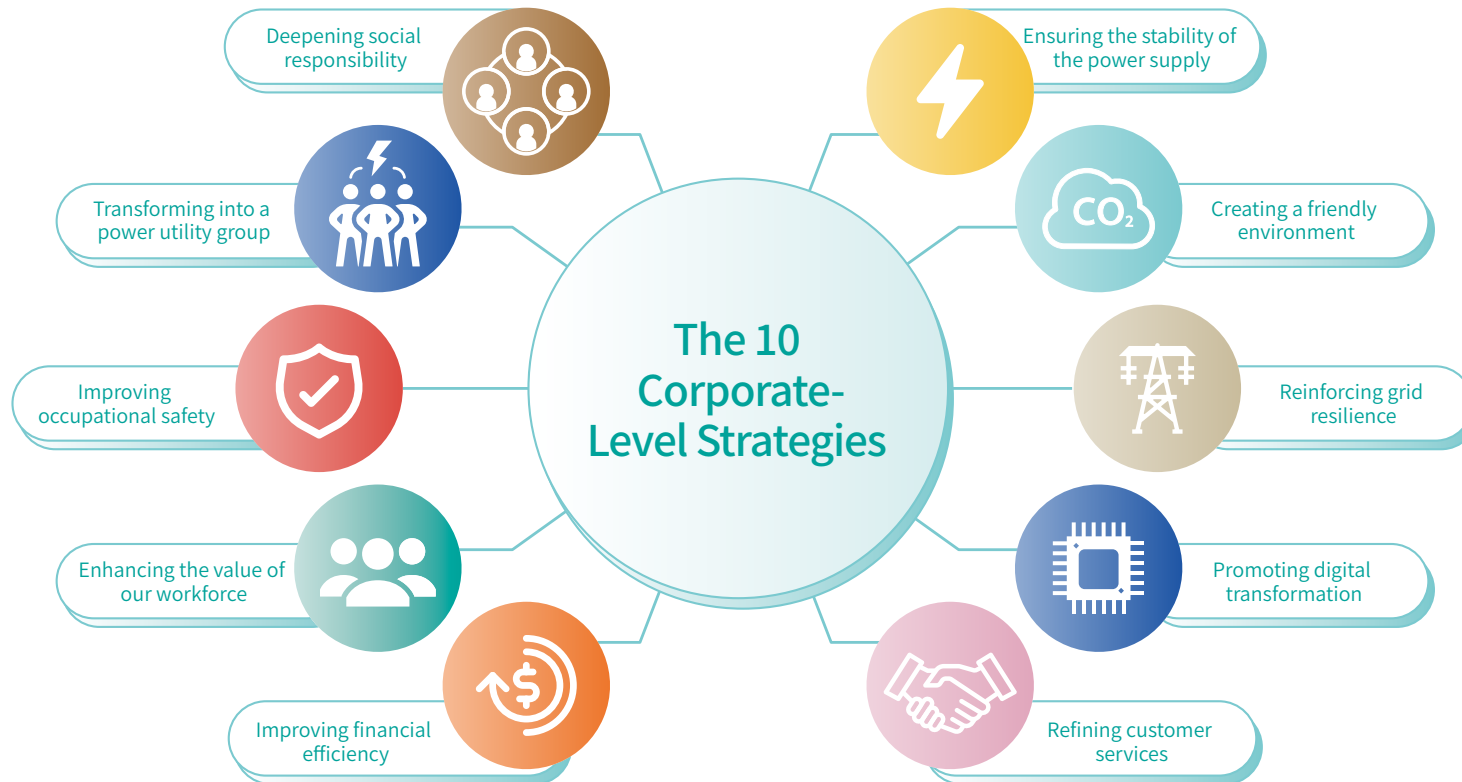 Deepening social
responsibility
Ensuring the stability of
the power supply
Transforming into a
power utility group
CO₂
Creating a friendly
environment
The 10
Corporate-
Level Strategies
Improving
occupational safety
Reinforcing grid
resilience
Enhancing the value of
our workforce
Promoting digital
transformation
$
Improving financial
efficiency
Refining customer
services